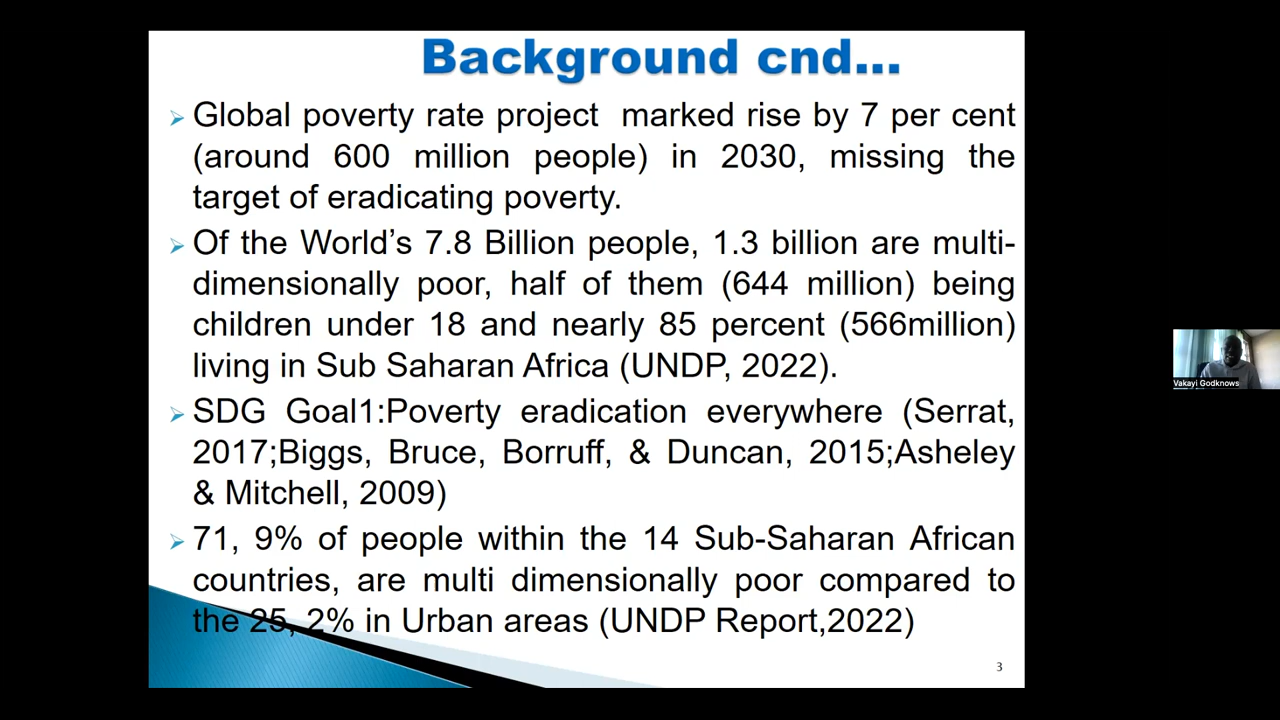 Background cnd...
Global poverty rate project marked rise by 7 per cent
(around 600 million people) in 2030, missing the
target of eradicating poverty.
Of the World’s 7.8 Billion people, 1.3 billion are multi-
dimensionally poor, half of them (644 million) being
children under 18 and nearly 85 percent (566million)
living in Sub Saharan Africa (UNDP, 2022).
SDG Goal1:Poverty eradication everywhere (Serrat,
2017;Biggs, Bruce, Borruff, & Duncan, 2015;Asheley
& Mitchell, 2009)
71, 9% of people within the 14 Sub-Saharan African
countries, are multi dimensionally poor compared to
the 25, 2% in Urban areas (UNDP Report,2022)
3
Vakayi Godknows